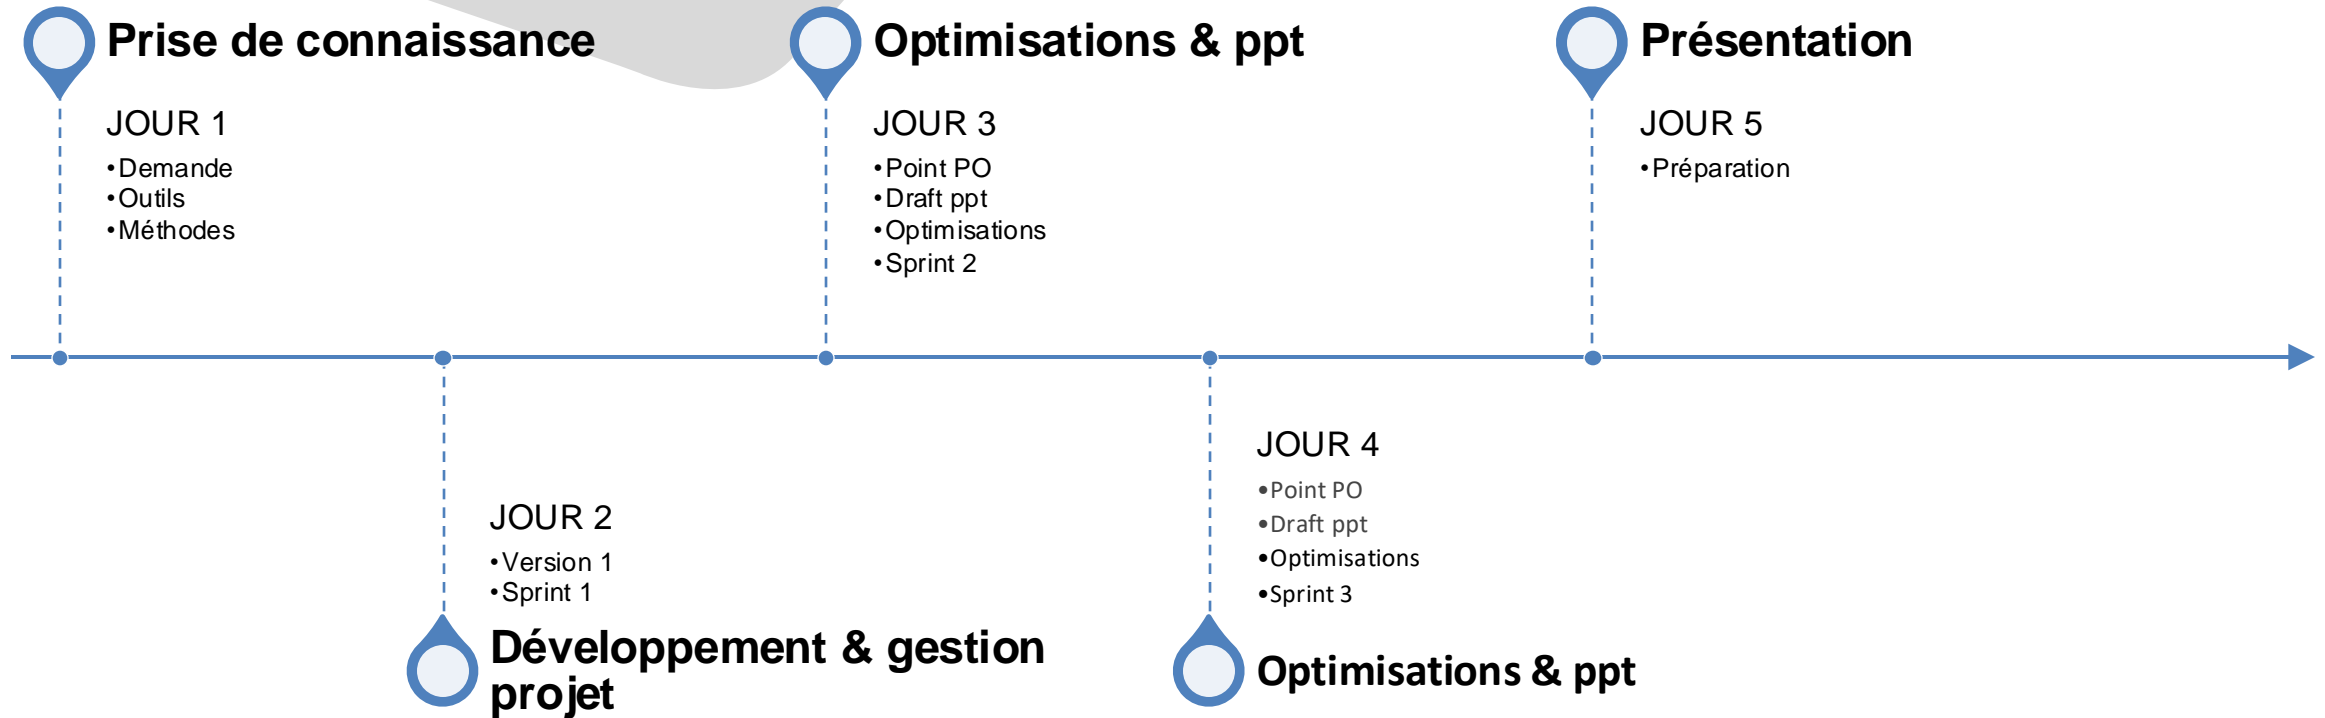 Prise de connaissance
JOUR 1
•Demande
•Outils
•Méthodes
JOUR 2
•Version 1
•Sprint 1
Développement & gestion
projet
Optimisations & ppt
JOUR 3
•Point PO
•Draft ppt
•Optimisations
•Sprint 2
JOUR 4
•Point PO
•Draft ppt
•Optimisations
•Sprint 3
Optimisations & ppt
Présentation
JOUR 5
•Préparation